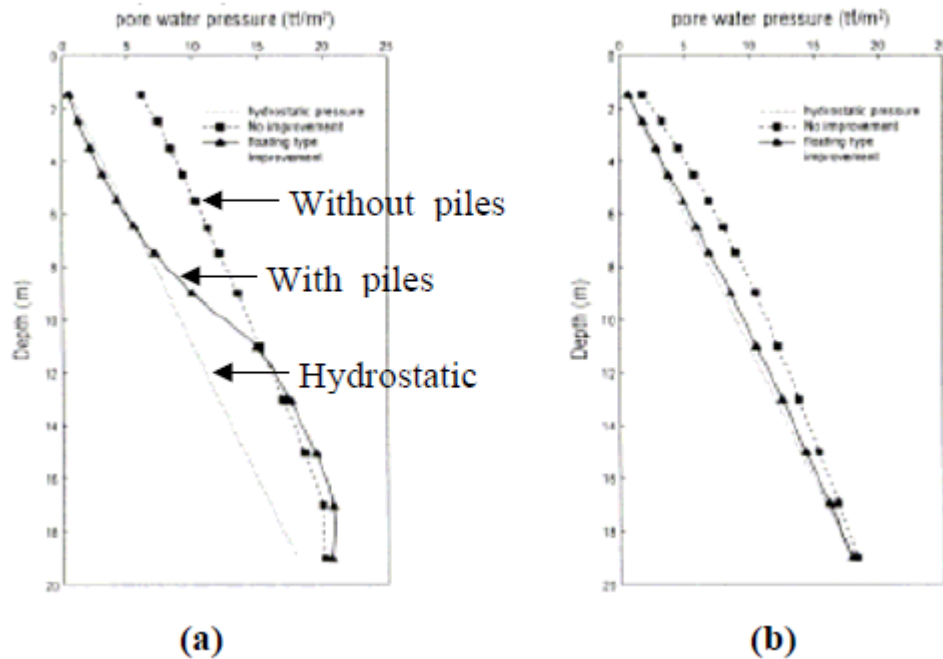 pore water pressure (tf/m²)
0 5 10 15 20 25
0
2
4
6
8
10
12
14
16
18
20
Depth (m)
hydrostatic pressure
No improvement
floating type
improvement
Without piles
With piles
Hydrostatic
(a)
pore water pressure (tf/m²)
0 5 10 15 20 25
0
2
4
6
8
10
12
14
16
18
20
Depth (m)
hydrostatic pressure
No improvement
floating type
improvement
(b)